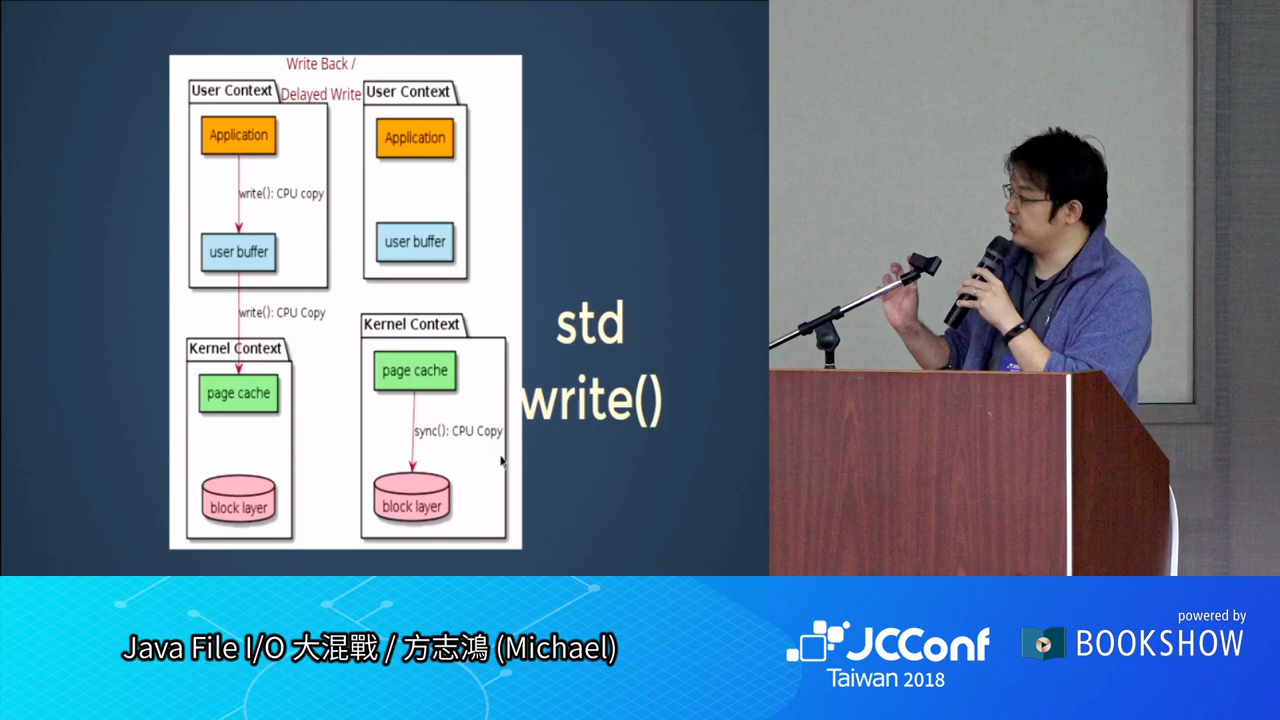 Write Back /
Delayed Write
User Context
Application
write(): CPU copy
user buffer
write(): CPU Copy
Kernel Context
page cache
block layer
User Context
Application
user buffer
Kernel Context
page cache
sync(): CPU Copy
block layer
std
write()
Java File I/O 大混戰 / 方志鴻 (Michael)
JCConf
Taiwan 2018
powered by
BOOKSHOW